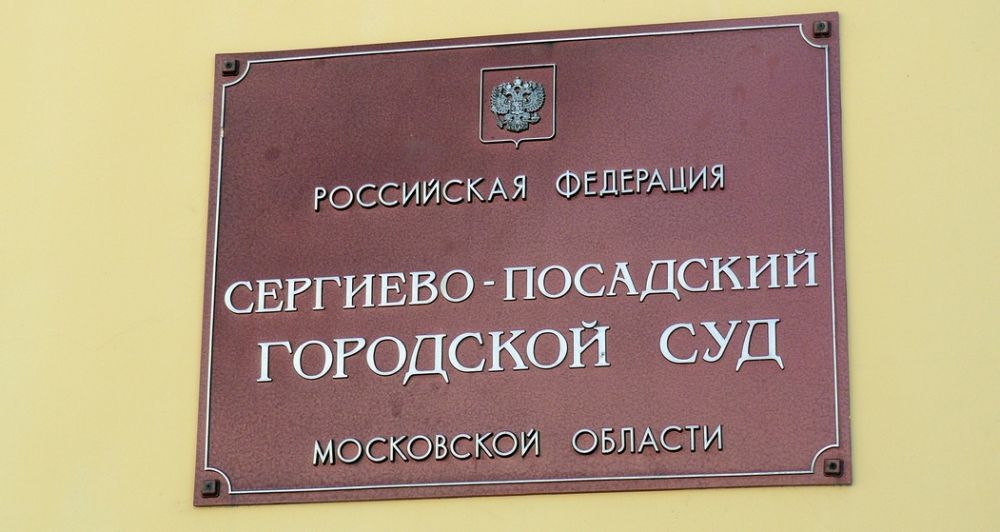 РОССИЙСКАЯ ФЕДЕРАЦИЯ
СЕРГИЕВО-ПОСАДСКИЙ
ГОРОДСКОЙ СУД
МОСКОВСКОЙ ОБЛАСТИ